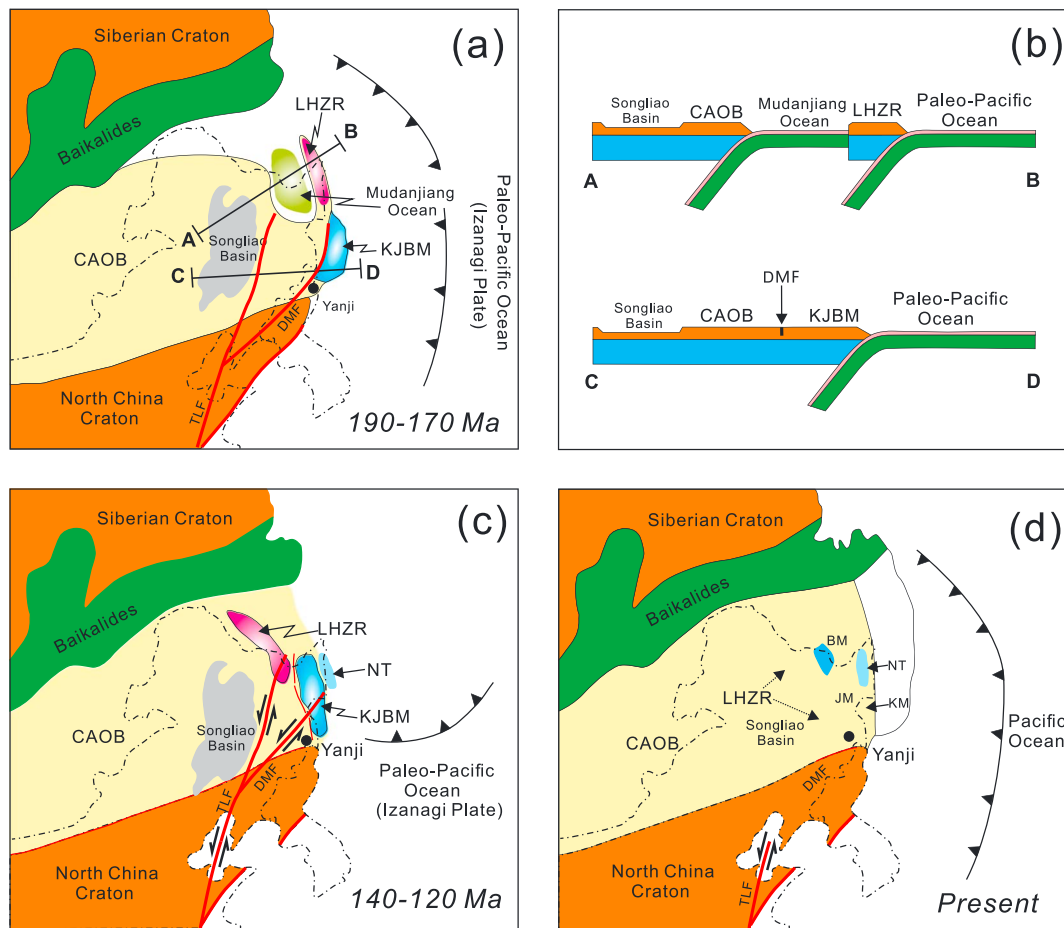 (a)
Siberian Craton
Baikalides
LHZR
B
Mudanjiang
Ocean
KJBM
A
Songliao
Basin
CAOB
C
D
Yanji
DMF
North China
Craton
TLF
190-170 Ma
Paleo-Pacific Ocean
(Izanagi Plate)
(b)
Songliao
Basin
CAOB
Mudanjiang
Ocean
LHZR
Paleo-Pacific
Ocean
A
B
DMF
Songliao
Basin
CAOB
KJBM
Paleo-Pacific
Ocean
C
D
(c)
Siberian Craton
Baikalides
LHZR
NT
KJBM
Songliao
Basin
CAOB
Yanji
DMF
TLF
Paleo-Pacific
Ocean
(Izanagi Plate)
North China
Craton
140-120 Ma
(d)
Siberian Craton
Baikalides
BM
NT
LHZR
JM
KM
Songliao
Basin
CAOB
Yanji
Pacific
Ocean
DMF
North China
Craton
TLF
Present